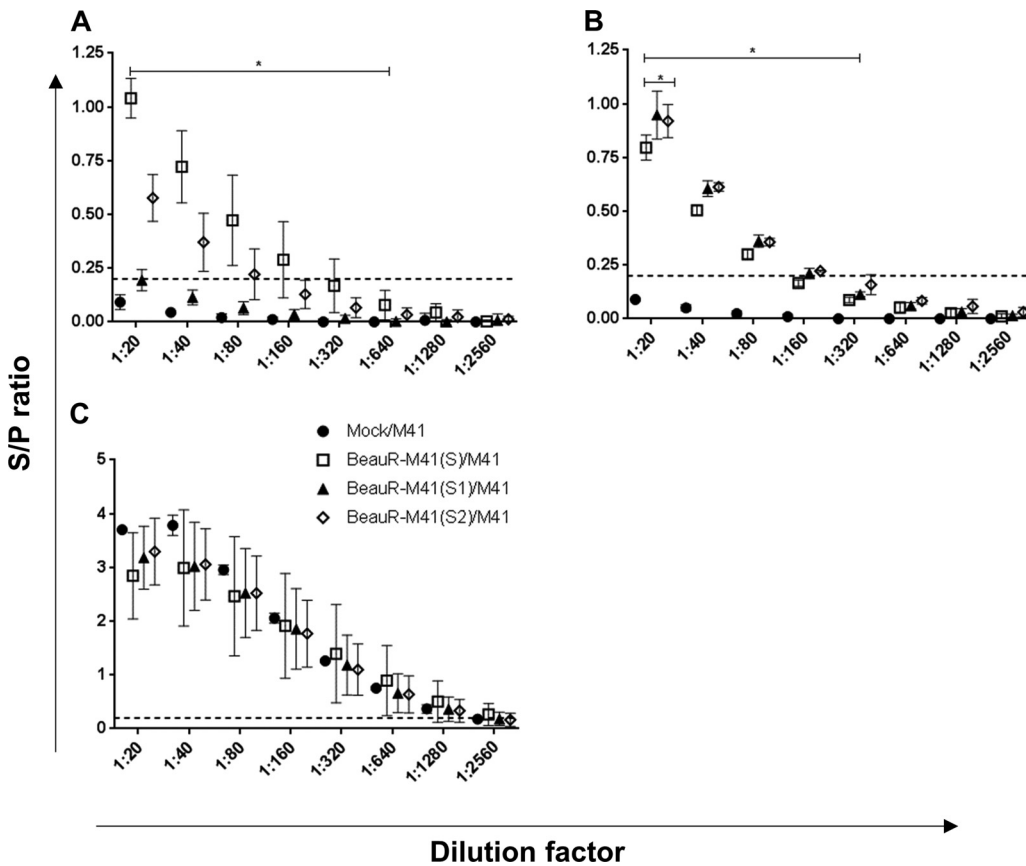 A
1.25
1.00
0.75
0.50
0.25
0.00
*
1:20 1:40 1:80 1:160 1:320 1:640 1:1280 1:2560
B
1.25
1.00
0.75
0.50
0.25
0.00
*
*
1:20 1:40 1:80 1:160 1:320 1:640 1:1280 1:2560
S/P ratio
C
Mock/M41
BeauR-M41(S)/M41
BeauR-M41(S1)/M41
BeauR-M41(S2)/M41
5
4
3
2
1
0
1:20 1:40 1:80 1:160 1:320 1:640 1:1280 1:2560
Dilution factor